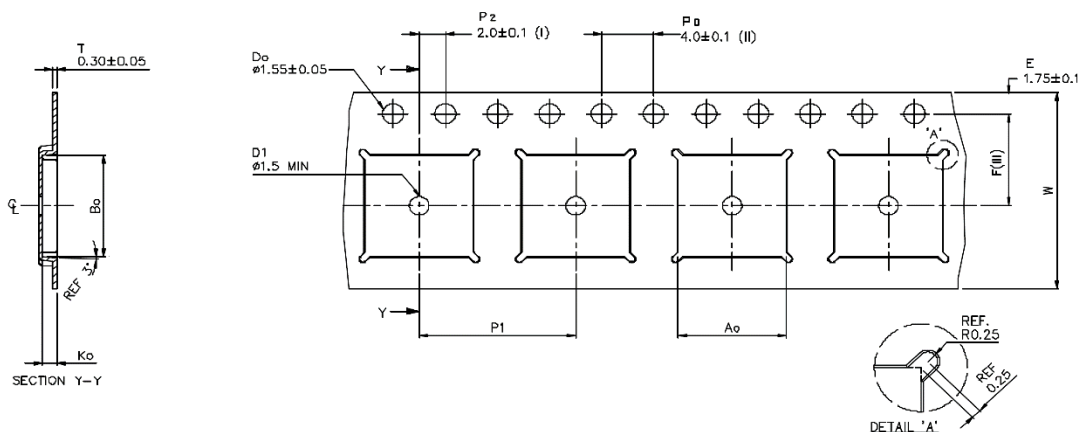 T
0.30±0.05
Bo
REF 3°
Ko
SECTION Y-Y
P2
2.0±0.1 (I)
Po
4.0±0.1 (II)
Do
ø1.55±0.05
Y
E
1.75±0.1
"A"
D1
ø1.5 MIN
F(III)
W
Y
P1
Ao
REF.
R0.25
REF
0.25
DETAIL "A"